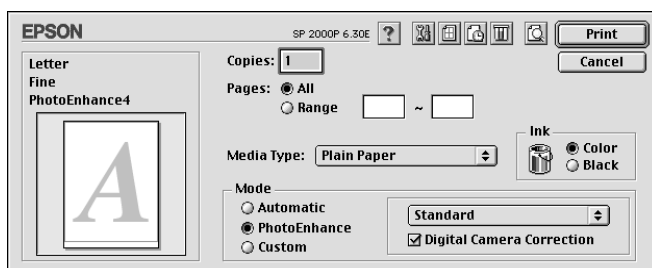 EPSON
SP 2000P 6.30E
?
Print
Cancel
Letter
Fine
PhotoEnhance4
A
Copies: 1
Pages: All
Range ~
Media Type: Plain Paper
Ink
Color
Black
Mode
Automatic
PhotoEnhance
Custom
Standard
Digital Camera Correction